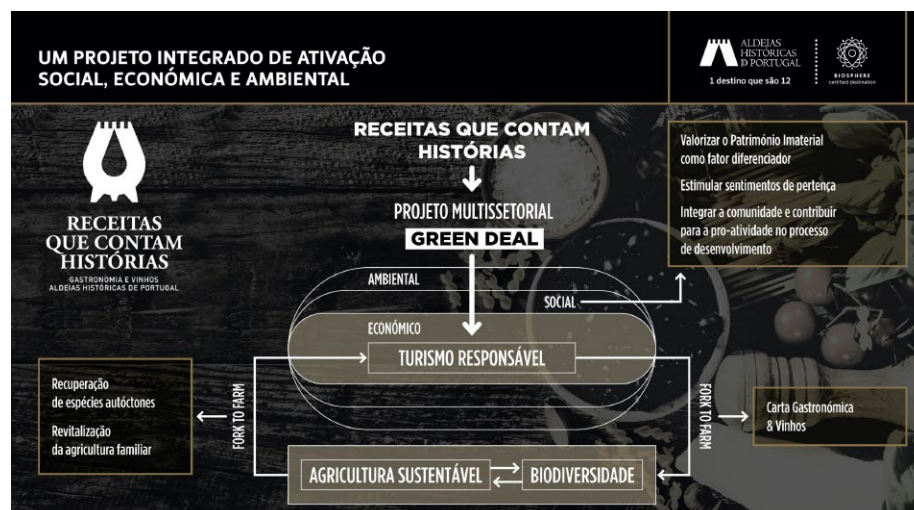 UM PROJETO INTEGRADO DE ATIVAÇÃO
SOCIAL, ECONÓMICA E AMBIENTAL
ALDEIAS
HISTÓRICAS
D PORTUGAL
1 destino que são 12
BIOSPHERE
certified destination
RECEITAS
QUE CONTAM
HISTÓRIAS
GASTRONOMIA E VINHOS
ALDEIAS HISTÓRICAS DE PORTUGAL
RECEITAS QUE CONTAM
HISTÓRIAS
PROJETO MULTISSETORIAL
GREEN DEAL
AMBIENTAL
SOCIAL
ECONÓMICO
TURISMO RESPONSÁVEL
Valorizar o Património Imaterial
como fator diferenciador
Estimular sentimentos de pertença
Integrar a comunidade e contribuir
para a pro-atividade no processo
de desenvolvimento
Recuperação
de espécies autóctones
Revitalização
da agricultura familiar
FORK TO FARM
FORK TO FARM
Carta Gastronómica
& Vinhos
AGRICULTURA SUSTENTÁVEL
BIODIVERSIDADE